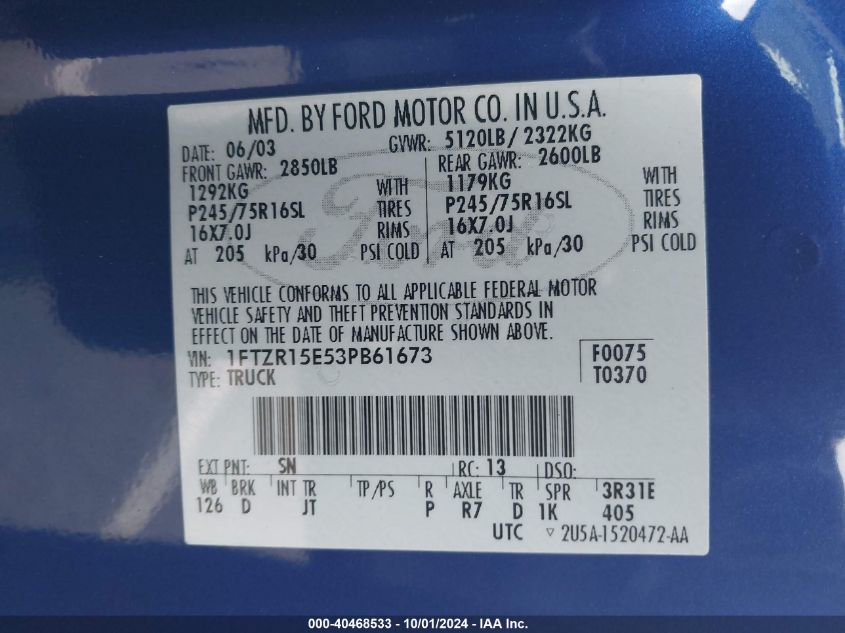 MFD. BY FORD MOTOR CO. IN U.S.A.
DATE: 06/03 GVWR: 5120LB/ 2322KG
FRONT GAWR: 2850LB REAR GAWR: 2600LB
1292KG WITH 1179KG WITH
P245/75R16SL TIRES P245/75R16SL TIRES
16X7.0J RIMS 16X7.0J RIMS
AT 205 kPa/30 PSI COLD AT 205 kPa/30 PSI COLD
Ford
THIS VEHICLE CONFORMS TO ALL APPLICABLE FEDERAL MOTOR
VEHICLE SAFETY AND THEFT PREVENTION STANDARDS IN
EFFECT ON THE DATE OF MANUFACTURE SHOWN ABOVE.
VIN: 1FTZR15E53PB61673 F0075
TYPE: TRUCK T0370
EXT PNT: SN RC: 13 DSO:
WB BRK INT TR TP/PS R AXLE TR SPR 3R31E
126 D JT P R7 D 1K 405
UTC ▽ 2U5A-1520472-AA
000-40468533 - 10/01/2024 - IAA Inc.